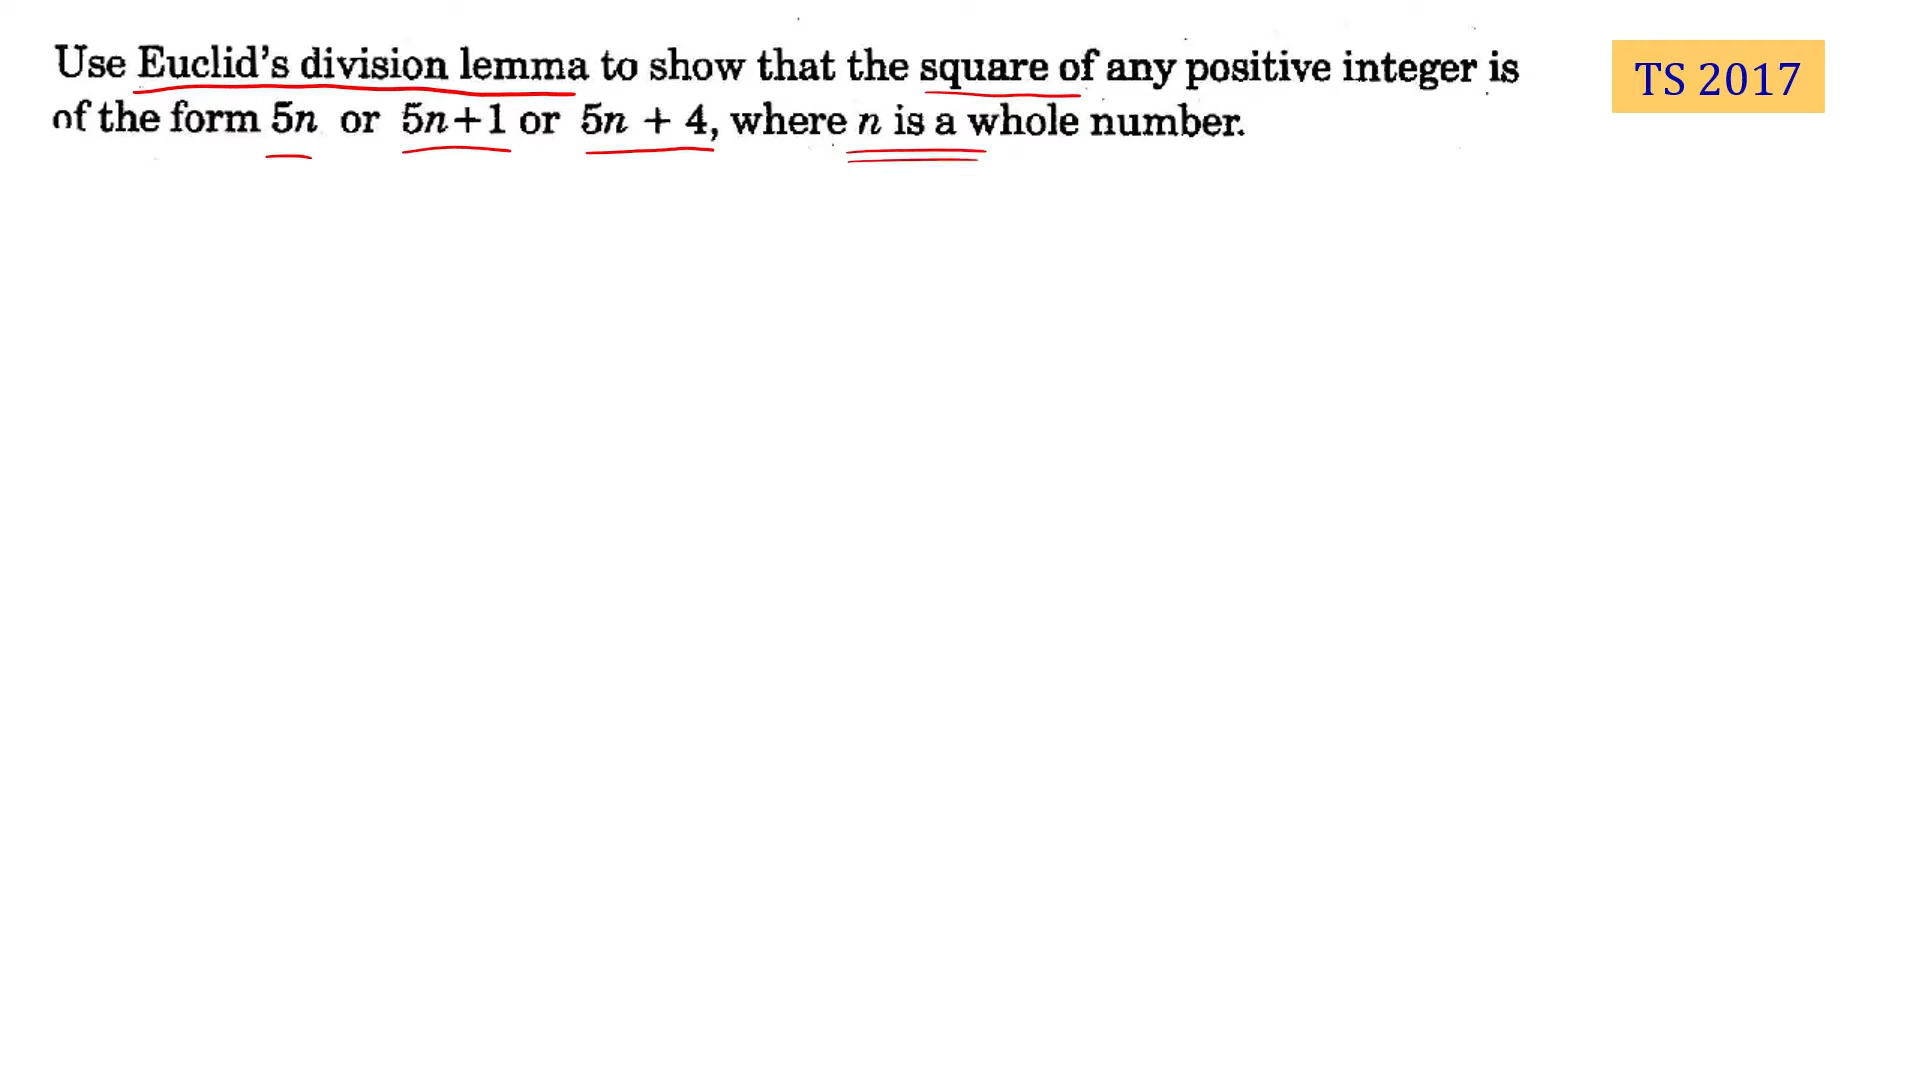 Use Euclid's division lemma to show that the square of any positive integer is
of the form 5n or 5n+1 or 5n + 4, where n is a whole number.
TS 2017